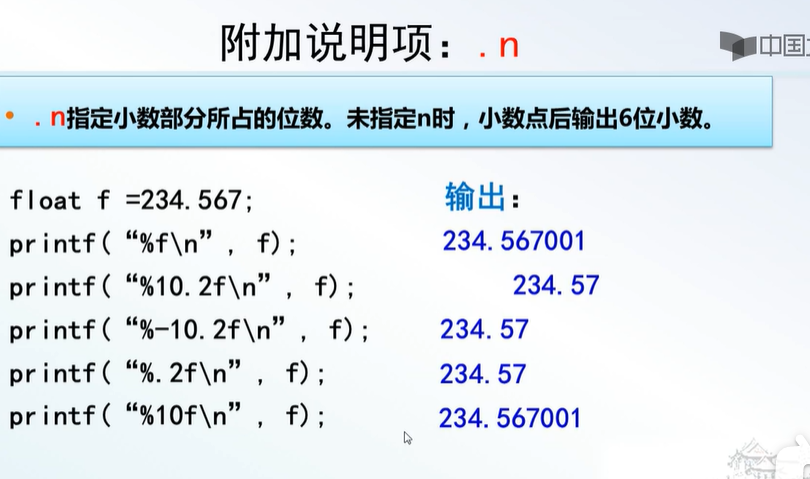 附加说明项：.n
中国
• .n指定小数部分所占的位数。未指定n时，小数点后输出6位小数。
float f =234.567;
输出：
printf(“%f\n”, f);
234.567001
printf(“%10.2f\n”, f);
234.57
printf(“%-10.2f\n”, f);
234.57
printf(“%.2f\n”, f);
234.57
printf(“%10f\n”, f);
234.567001